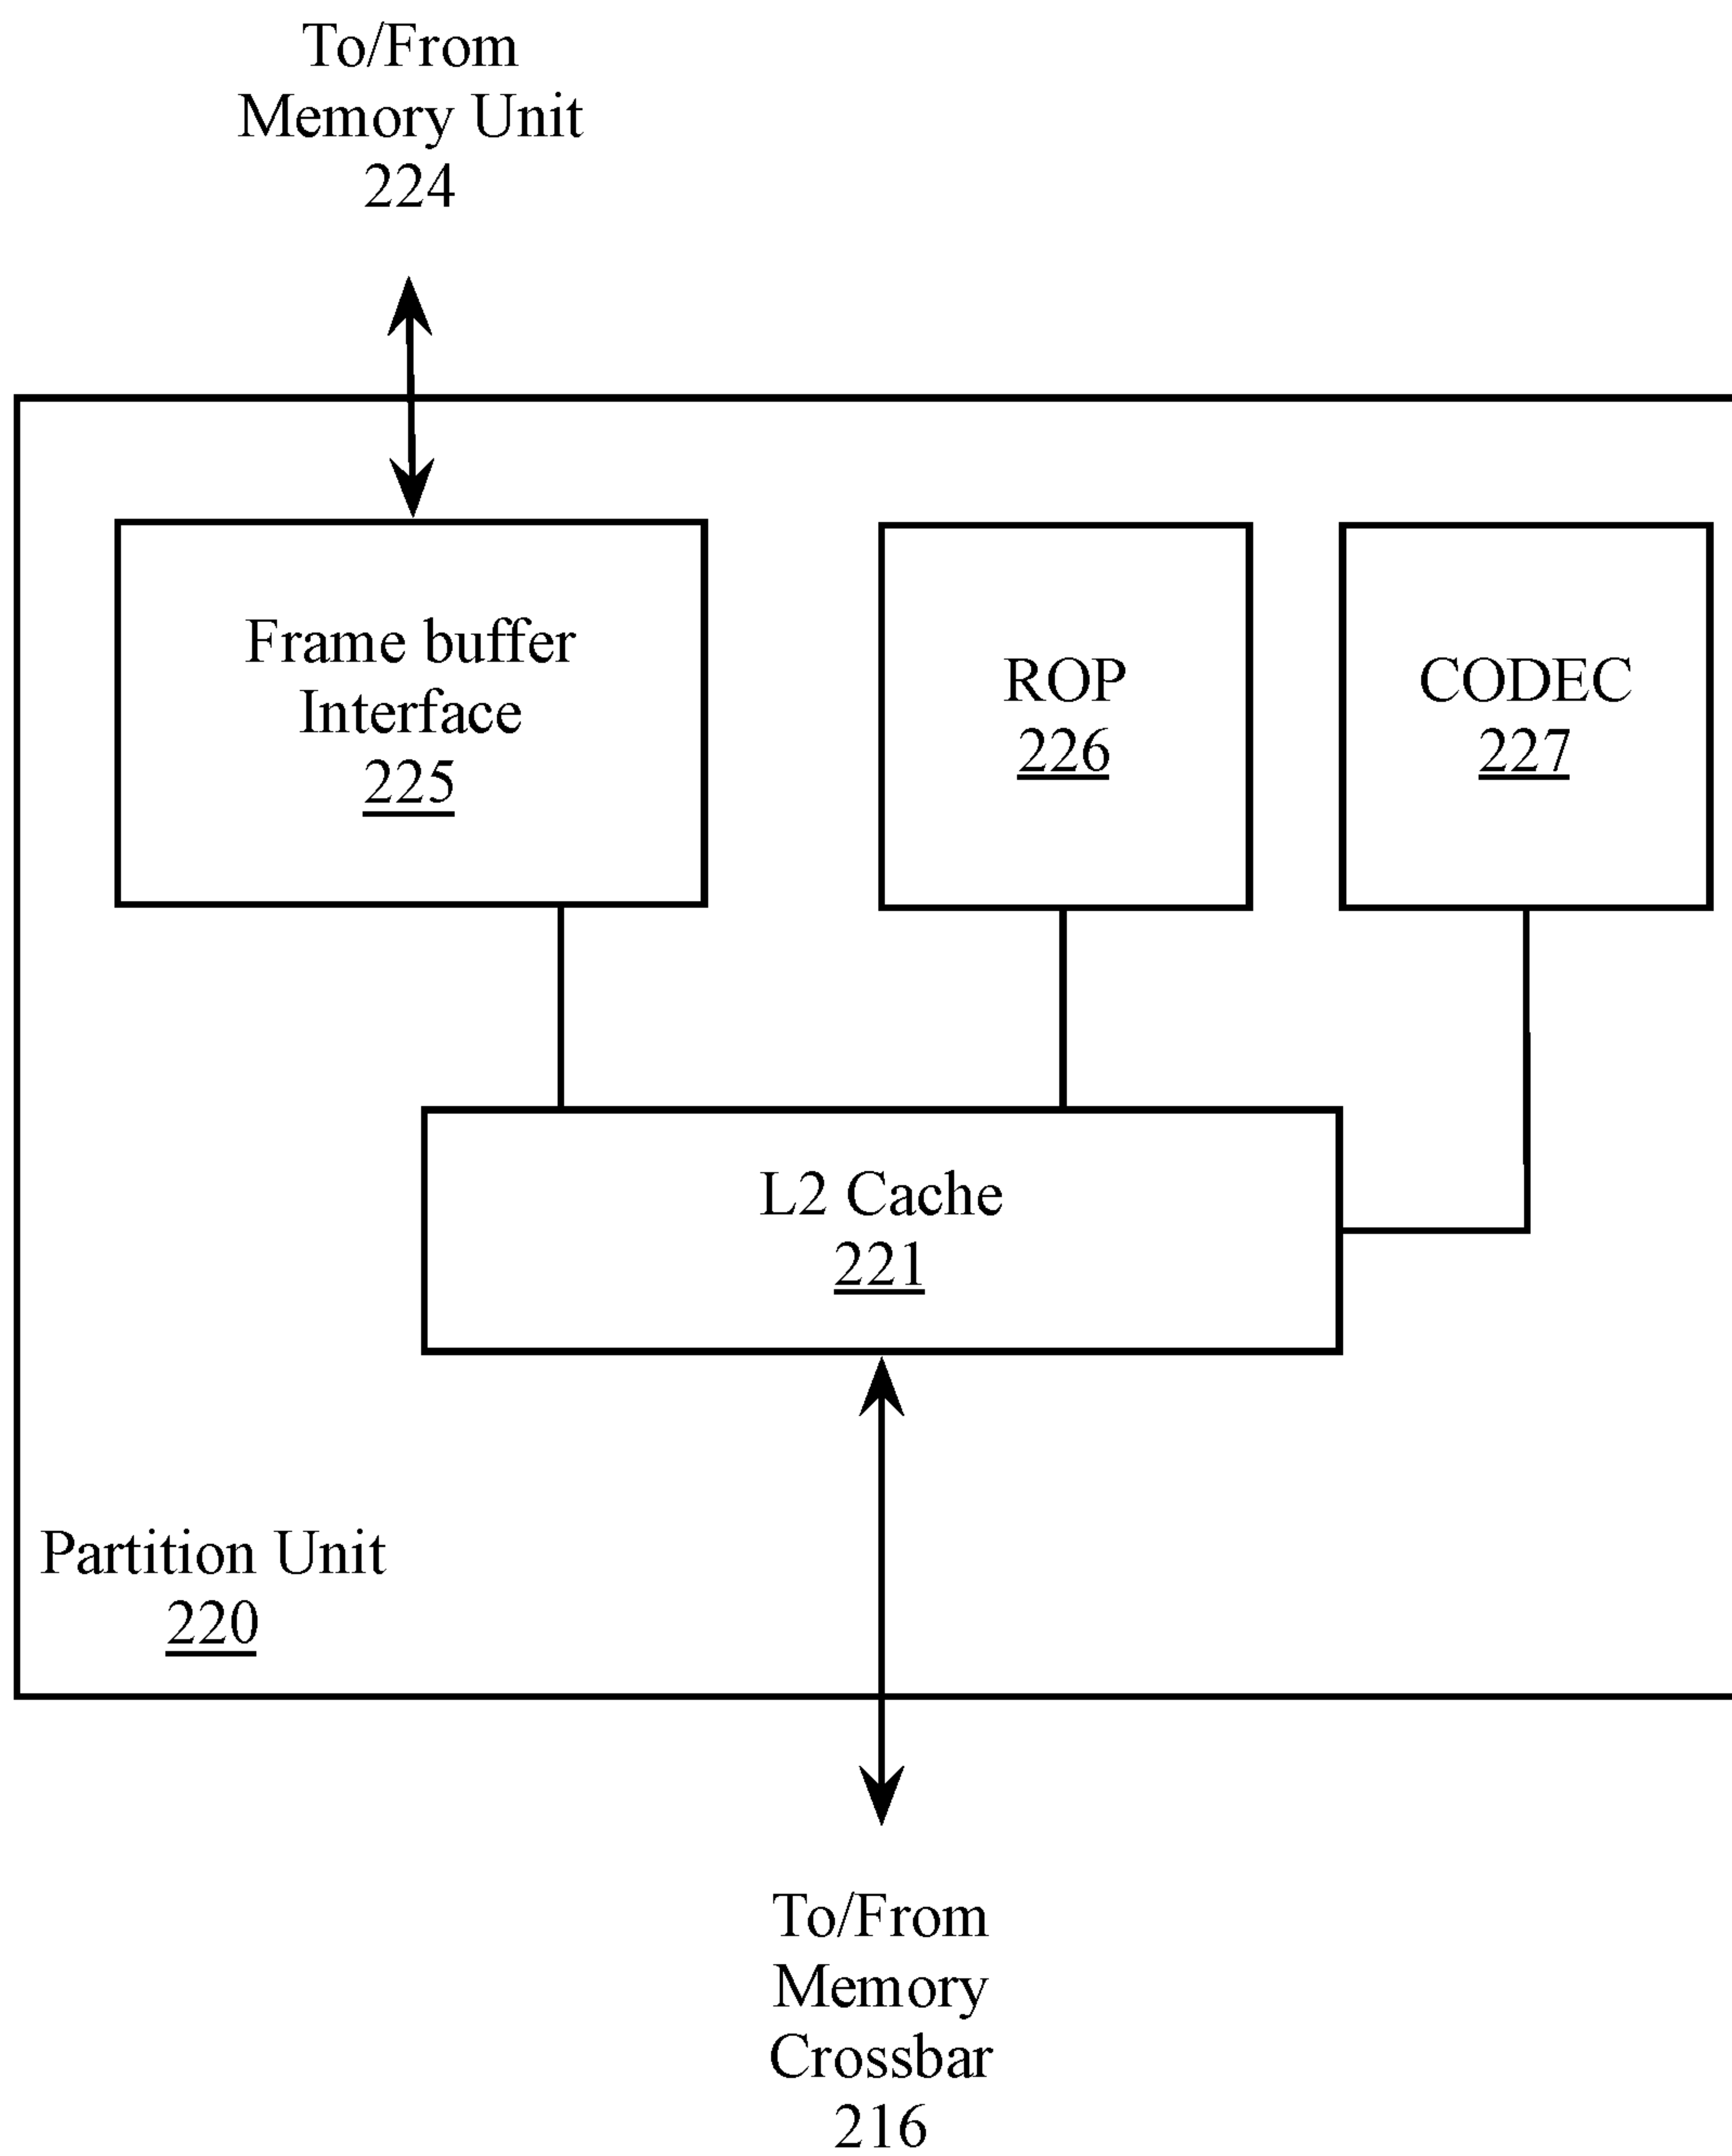 To/From
Memory Unit
224
Frame buffer
Interface
225
ROP
226
CODEC
227
L2 Cache
221
Partition Unit
220
To/From
Memory
Crossbar
216